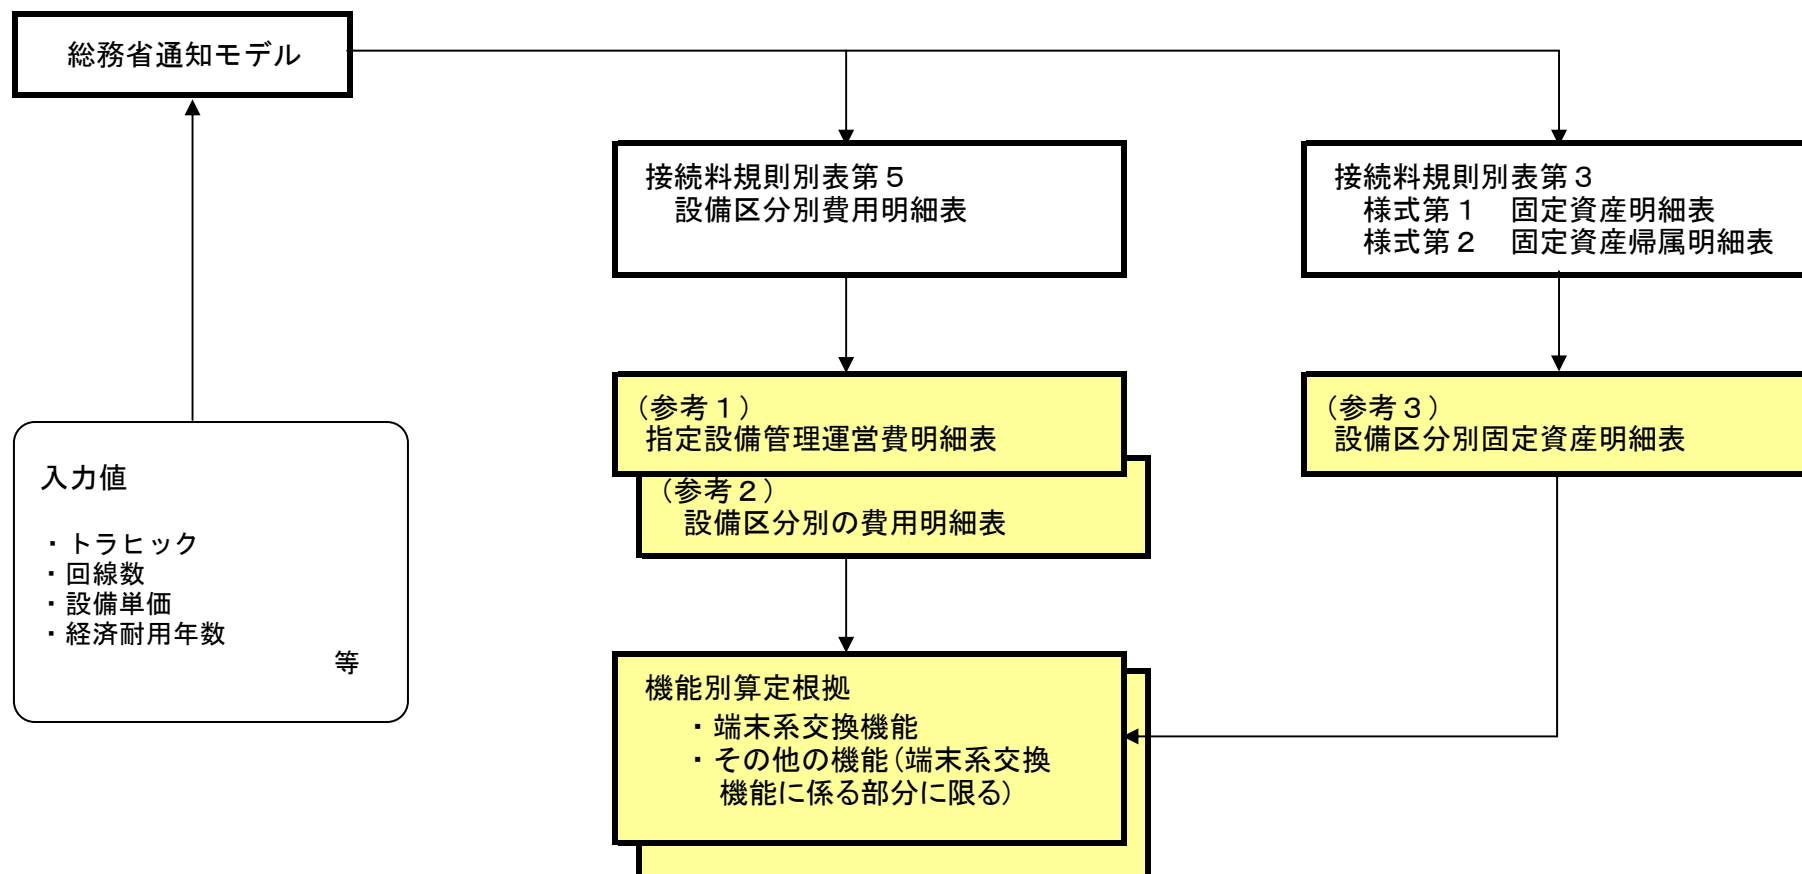 総務省通知モデル
接続料規則別表第５
設備区分別費用明細表
接続料規則別表第３
様式第１　固定資産明細表
様式第２　固定資産帰属明細表
（参考１）
指定設備管理運営費明細表
（参考２）
設備区分別の費用明細表
（参考３）
設備区分別固定資産明細表
入力値
・トラヒック
・回線数
・設備単価
・経済耐用年数
等
機能別算定根拠
・端末系交換機能
・その他の機能（端末系交換
機能に係る部分に限る）